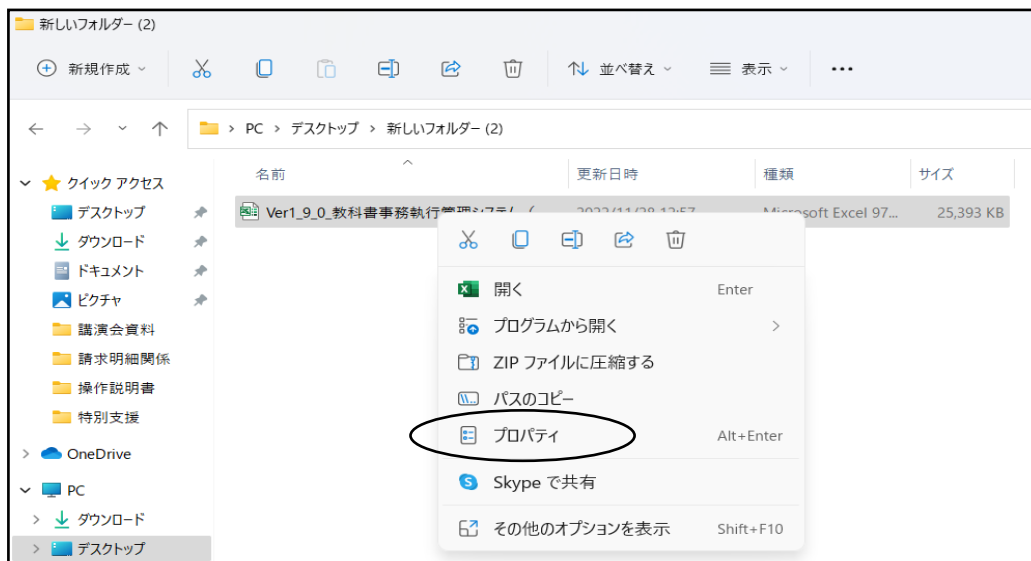 新しいフォルダー (2)
新規作成
並べ替え
表示
PC > デスクトップ > 新しいフォルダー (2)
名前 更新日時 種類 サイズ
クイック アクセス
デスクトップ
ダウンロード
ドキュメント
ピクチャ
講演会資料
請求明細関係
操作説明書
特別支援
OneDrive
PC
ダウンロード
デスクトップ
Ver1_9_0_教科書事務執行管理システム ( 2022/11/28 12:57 Microsoft Excel 97... 25,393 KB
開く Enter
プログラムから開く
ZIP ファイルに圧縮する
パスのコピー
プロパティ Alt+Enter
Skype で共有
その他のオプションを表示 Shift+F10